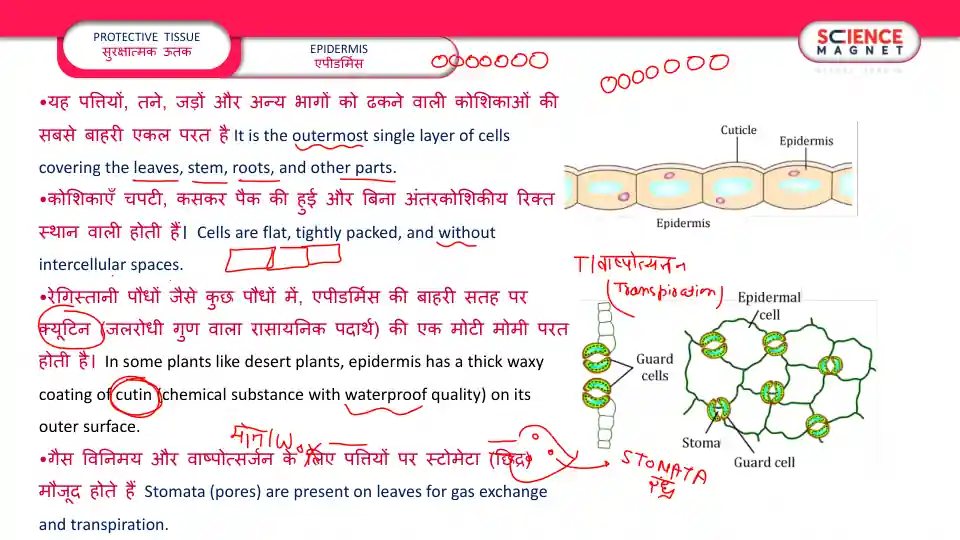 PROTECTIVE TISSUE
सुरक्षात्मक ऊतक
EPIDERMIS
एपीडर्मिस
SCIENCE
MAGNET
•यह पत्तियों, तने, जड़ों और अन्य भागों को ढकने वाली कोशिकाओं की
सबसे बाहरी एकल परत है It is the outermost single layer of cells
covering the leaves, stem, roots, and other parts.
•कोशिकाएँ चपटी, कसकर पैक की हुई और बिना अंतरकोशिकीय रिक्त
स्थान वाली होती हैं। Cells are flat, tightly packed, and without
intercellular spaces.
•रेगिस्तानी पौधों जैसे कुछ पौधों में, एपीडर्मिस की बाहरी सतह पर
क्यूटिन (जलरोधी गुण वाला रासायनिक पदार्थ) की एक मोटी मोमी परत
होती है। In some plants like desert plants, epidermis has a thick waxy
coating of cutin (chemical substance with waterproof quality) on its
outer surface.
मोम/Wax
•गैस विनिमय और वाष्पोत्सर्जन के लिए पत्तियों पर स्टोमेटा (छिद्र)
मौजूद होते हैं Stomata (pores) are present on leaves for gas exchange
and transpiration.
Cuticle
Epidermis
Epidermis
वाष्पोत्सर्जन
(Transpiration)
Epidermal
cell
Guard
cells
Stoma
Guard cell
STOMATA
रंध्र